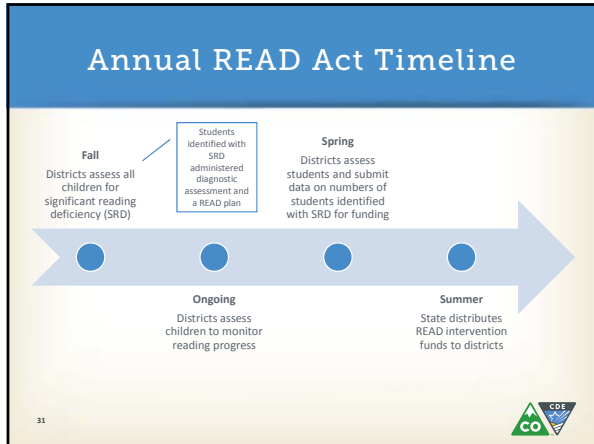 Annual READ Act Timeline
Fall
Districts assess all
children for
significant reading
deficiency (SRD)
Students
identified with
SRD
administered
diagnostic
assessment and
a READ plan
Spring
Districts assess
students and submit
data on numbers of
students identified
with SRD for funding
Ongoing
Districts assess
children to monitor
reading progress
Summer
State distributes
READ intervention
funds to districts
31
CO
CDE